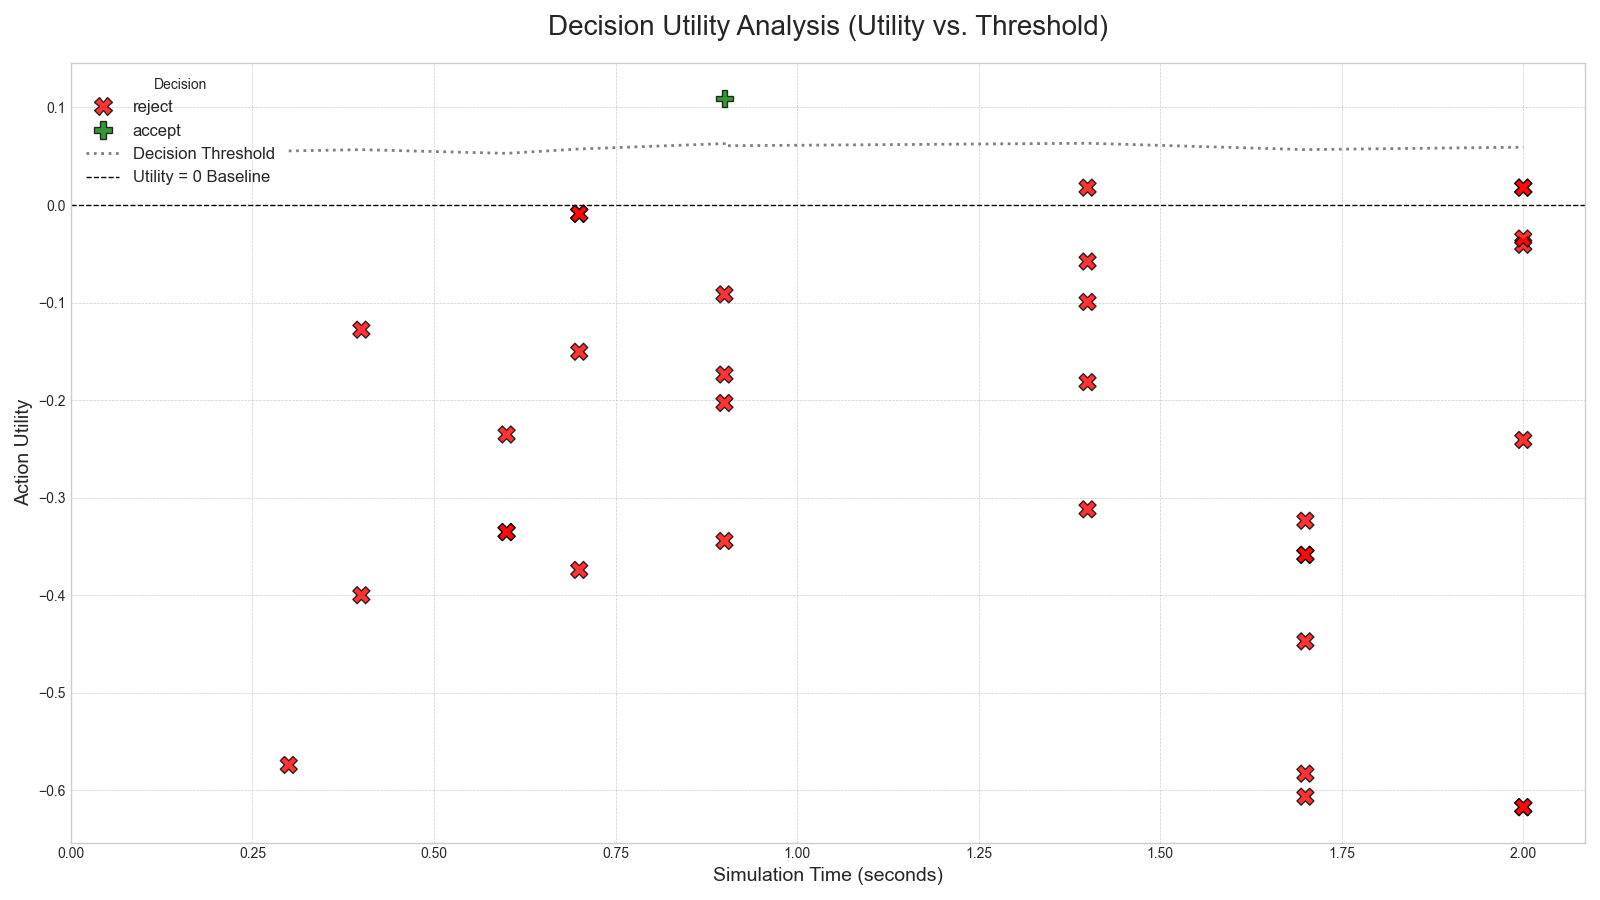 Decision Utility Analysis (Utility vs. Threshold)
Decision
reject
accept
Decision Threshold
Utility = 0 Baseline
Action Utility
0.1
0.0
−0.1
−0.2
−0.3
−0.4
−0.5
−0.6
0.00 0.25 0.50 0.75 1.00 1.25 1.50 1.75 2.00
Simulation Time (seconds)